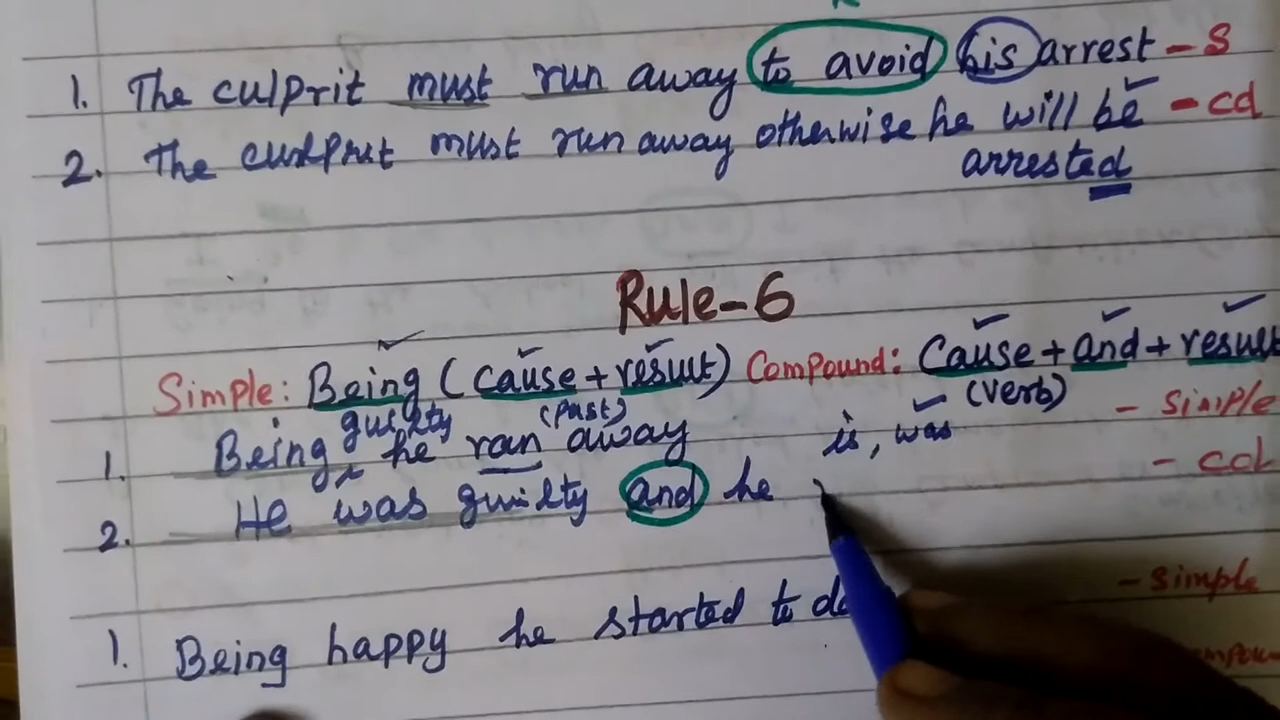 1. The culprit must run away to avoid his arrest - S
2. The culprit must run away otherwise he will be - cd
arrested
Rule-6
Simple: Being (cause + result) Compound: Cause + and + result
(past) (verb)
- simple
1. Being guilty he ran away is, was
- cd
2. He was guilty and he
- simple
1. Being happy he started to